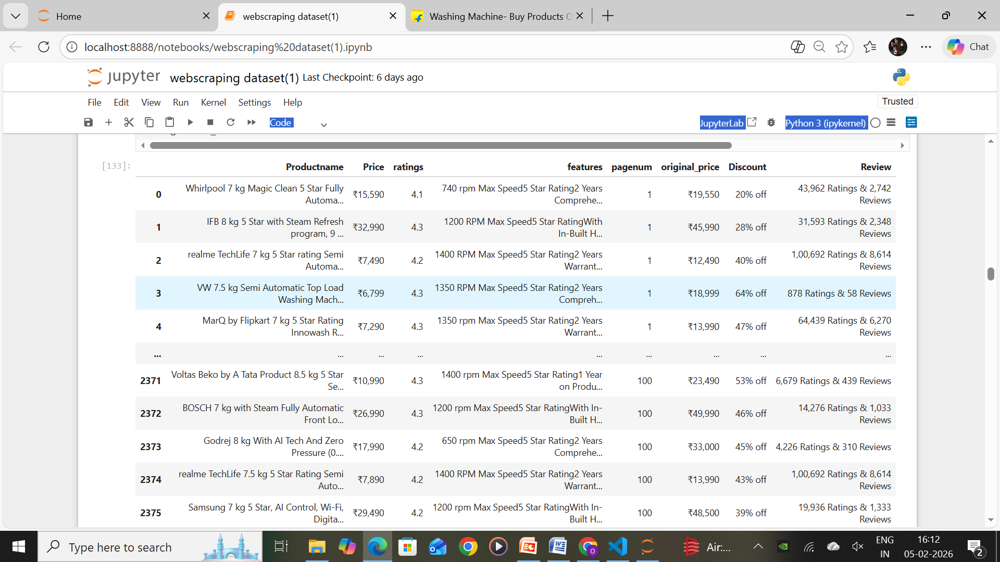 Home
webscraping dataset(1)
Washing Machine- Buy Products O
localhost:8888/notebooks/webscraping%20dataset(1).ipynb
Chat
jupyter webscraping dataset(1) Last Checkpoint: 6 days ago
File Edit View Run Kernel Settings Help
Trusted
Code
JupyterLab
Python 3 (ipykernel)
[133]:
Productname Price ratings features pagenum original_price Discount Review
0 Whirlpool 7 kg Magic Clean 5 Star Fully Automa... ₹15,590 4.1 740 rpm Max Speed5 Star Rating2 Years Comprehe... 1 ₹19,550 20% off 43,962 Ratings & 2,742 Reviews
1 IFB 8 kg 5 Star with Steam Refresh program, 9 ... ₹32,990 4.3 1200 RPM Max Speed5 Star RatingWith In-Built H... 1 ₹45,990 28% off 31,593 Ratings & 2,348 Reviews
2 realme TechLife 7 kg 5 Star rating Semi Automa... ₹7,490 4.2 1400 RPM Max Speed5 Star Rating2 Years Warrant... 1 ₹12,490 40% off 1,00,692 Ratings & 8,614 Reviews
3 VW 7.5 kg Semi Automatic Top Load Washing Mach... ₹6,799 4.3 1350 RPM Max Speed5 Star Rating2 Years Compreh... 1 ₹18,999 64% off 878 Ratings & 58 Reviews
4 MarQ by Flipkart 7 kg 5 Star Rating Innowash R... ₹7,290 4.3 1350 rpm Max Speed5 Star Rating2 Years Warrant... 1 ₹13,990 47% off 64,439 Ratings & 6,270 Reviews
... ... ... ... ... ... ... ... ...
2371 Voltas Beko by A Tata Product 8.5 kg 5 Star Se... ₹10,990 4.3 1400 rpm Max Speed5 Star Rating1 Year on Produ... 100 ₹23,490 53% off 6,679 Ratings & 439 Reviews
2372 BOSCH 7 kg with Steam Fully Automatic Front Lo... ₹26,990 4.3 1200 rpm Max Speed5 Star RatingWith In-Built H... 100 ₹49,990 46% off 14,276 Ratings & 1,033 Reviews
2373 Godrej 8 kg With AI Tech And Zero Pressure (0.... ₹17,990 4.2 650 rpm Max Speed5 Star Rating2 Years Comprehe... 100 ₹33,000 45% off 4,226 Ratings & 310 Reviews
2374 realme TechLife 7.5 kg 5 Star Rating Semi Auto... ₹7,890 4.2 1400 RPM Max Speed5 Star Rating2 Years Warrant... 100 ₹13,990 43% off 1,00,692 Ratings & 8,614 Reviews
2375 Samsung 7 kg 5 Star, AI Control, Wi-Fi, Digita... ₹29,490 4.2 1200 rpm Max Speed5 Star RatingWith In-Built H... 100 ₹48,500 39% off 19,936 Ratings & 1,333 Reviews
Type here to search
Air:...
ENG
IN
16:12
05-02-2026
2